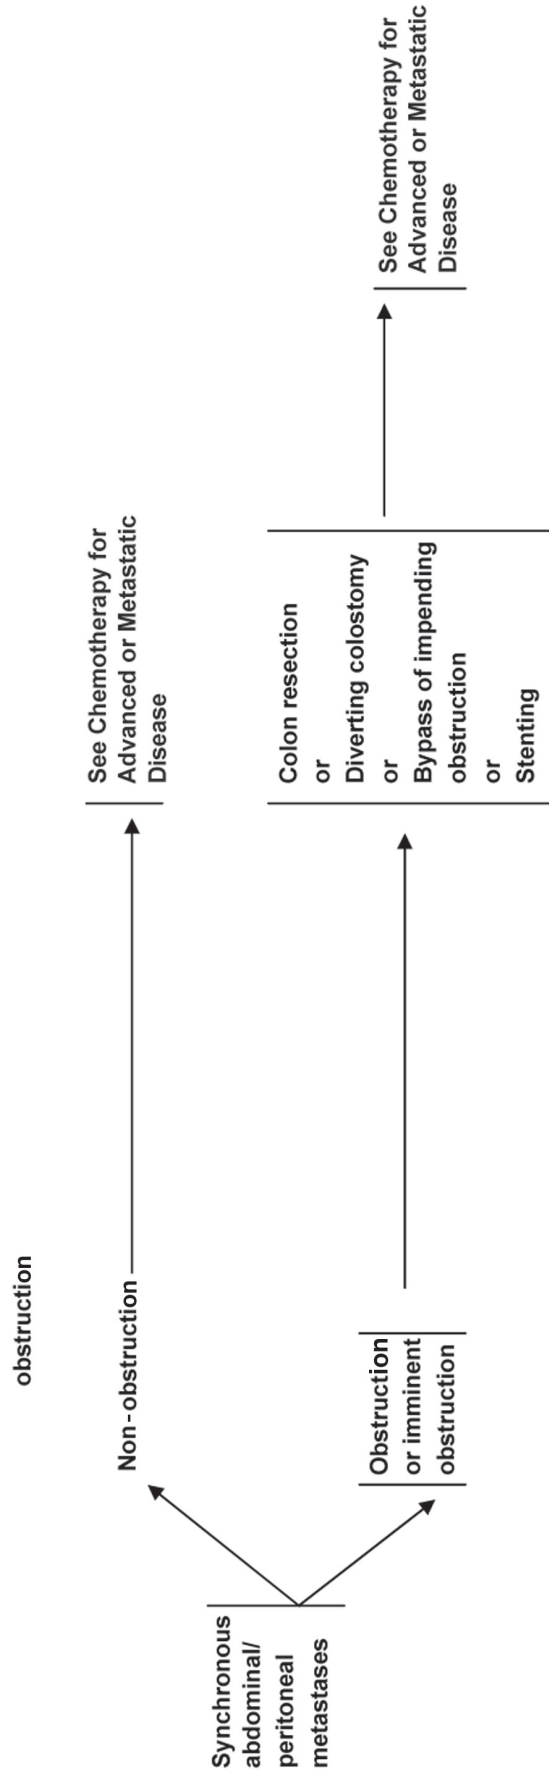 obstruction
Synchronous
abdominal/
peritoneal
metastases
Non-obstruction
See Chemotherapy for
Advanced or Metastatic
Disease
Obstruction
or imminent
obstruction
Colon resection
or
Diverting colostomy
or
Bypass of impending
obstruction
or
Stenting
See Chemotherapy for
Advanced or Metastatic
Disease